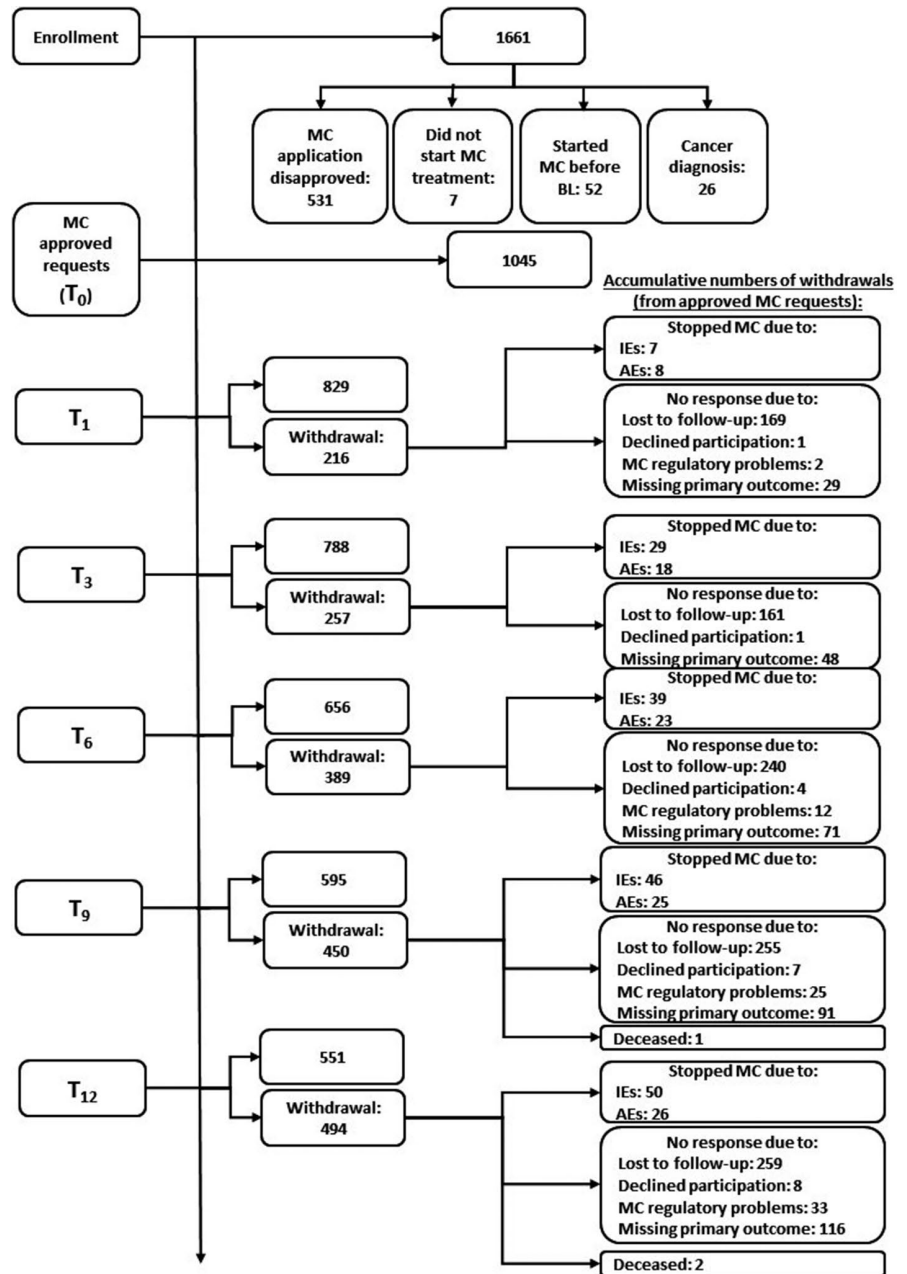 Enrollment
1661
MC
application
disapproved:
531
Did not
start MC
treatment:
7
Started
MC before
BL: 52
Cancer
diagnosis:
26
MC
approved
requests
(T₀)
1045
Accumulative numbers of withdrawals
(from approved MC requests):
T₁
829
Withdrawal:
216
Stopped MC due to:
IEs: 7
AEs: 8
No response due to:
Lost to follow-up: 169
Declined participation: 1
MC regulatory problems: 2
Missing primary outcome: 29
T₃
788
Withdrawal:
257
Stopped MC due to:
IEs: 29
AEs: 18
No response due to:
Lost to follow-up: 161
Declined participation: 1
Missing primary outcome: 48
T₆
656
Withdrawal:
389
Stopped MC due to:
IEs: 39
AEs: 23
No response due to:
Lost to follow-up: 240
Declined participation: 4
MC regulatory problems: 12
Missing primary outcome: 71
T₉
595
Withdrawal:
450
Stopped MC due to:
IEs: 46
AEs: 25
No response due to:
Lost to follow-up: 255
Declined participation: 7
MC regulatory problems: 25
Missing primary outcome: 91
Deceased: 1
T₁₂
551
Withdrawal:
494
Stopped MC due to:
IEs: 50
AEs: 26
No response due to:
Lost to follow-up: 259
Declined participation: 8
MC regulatory problems: 33
Missing primary outcome: 116
Deceased: 2